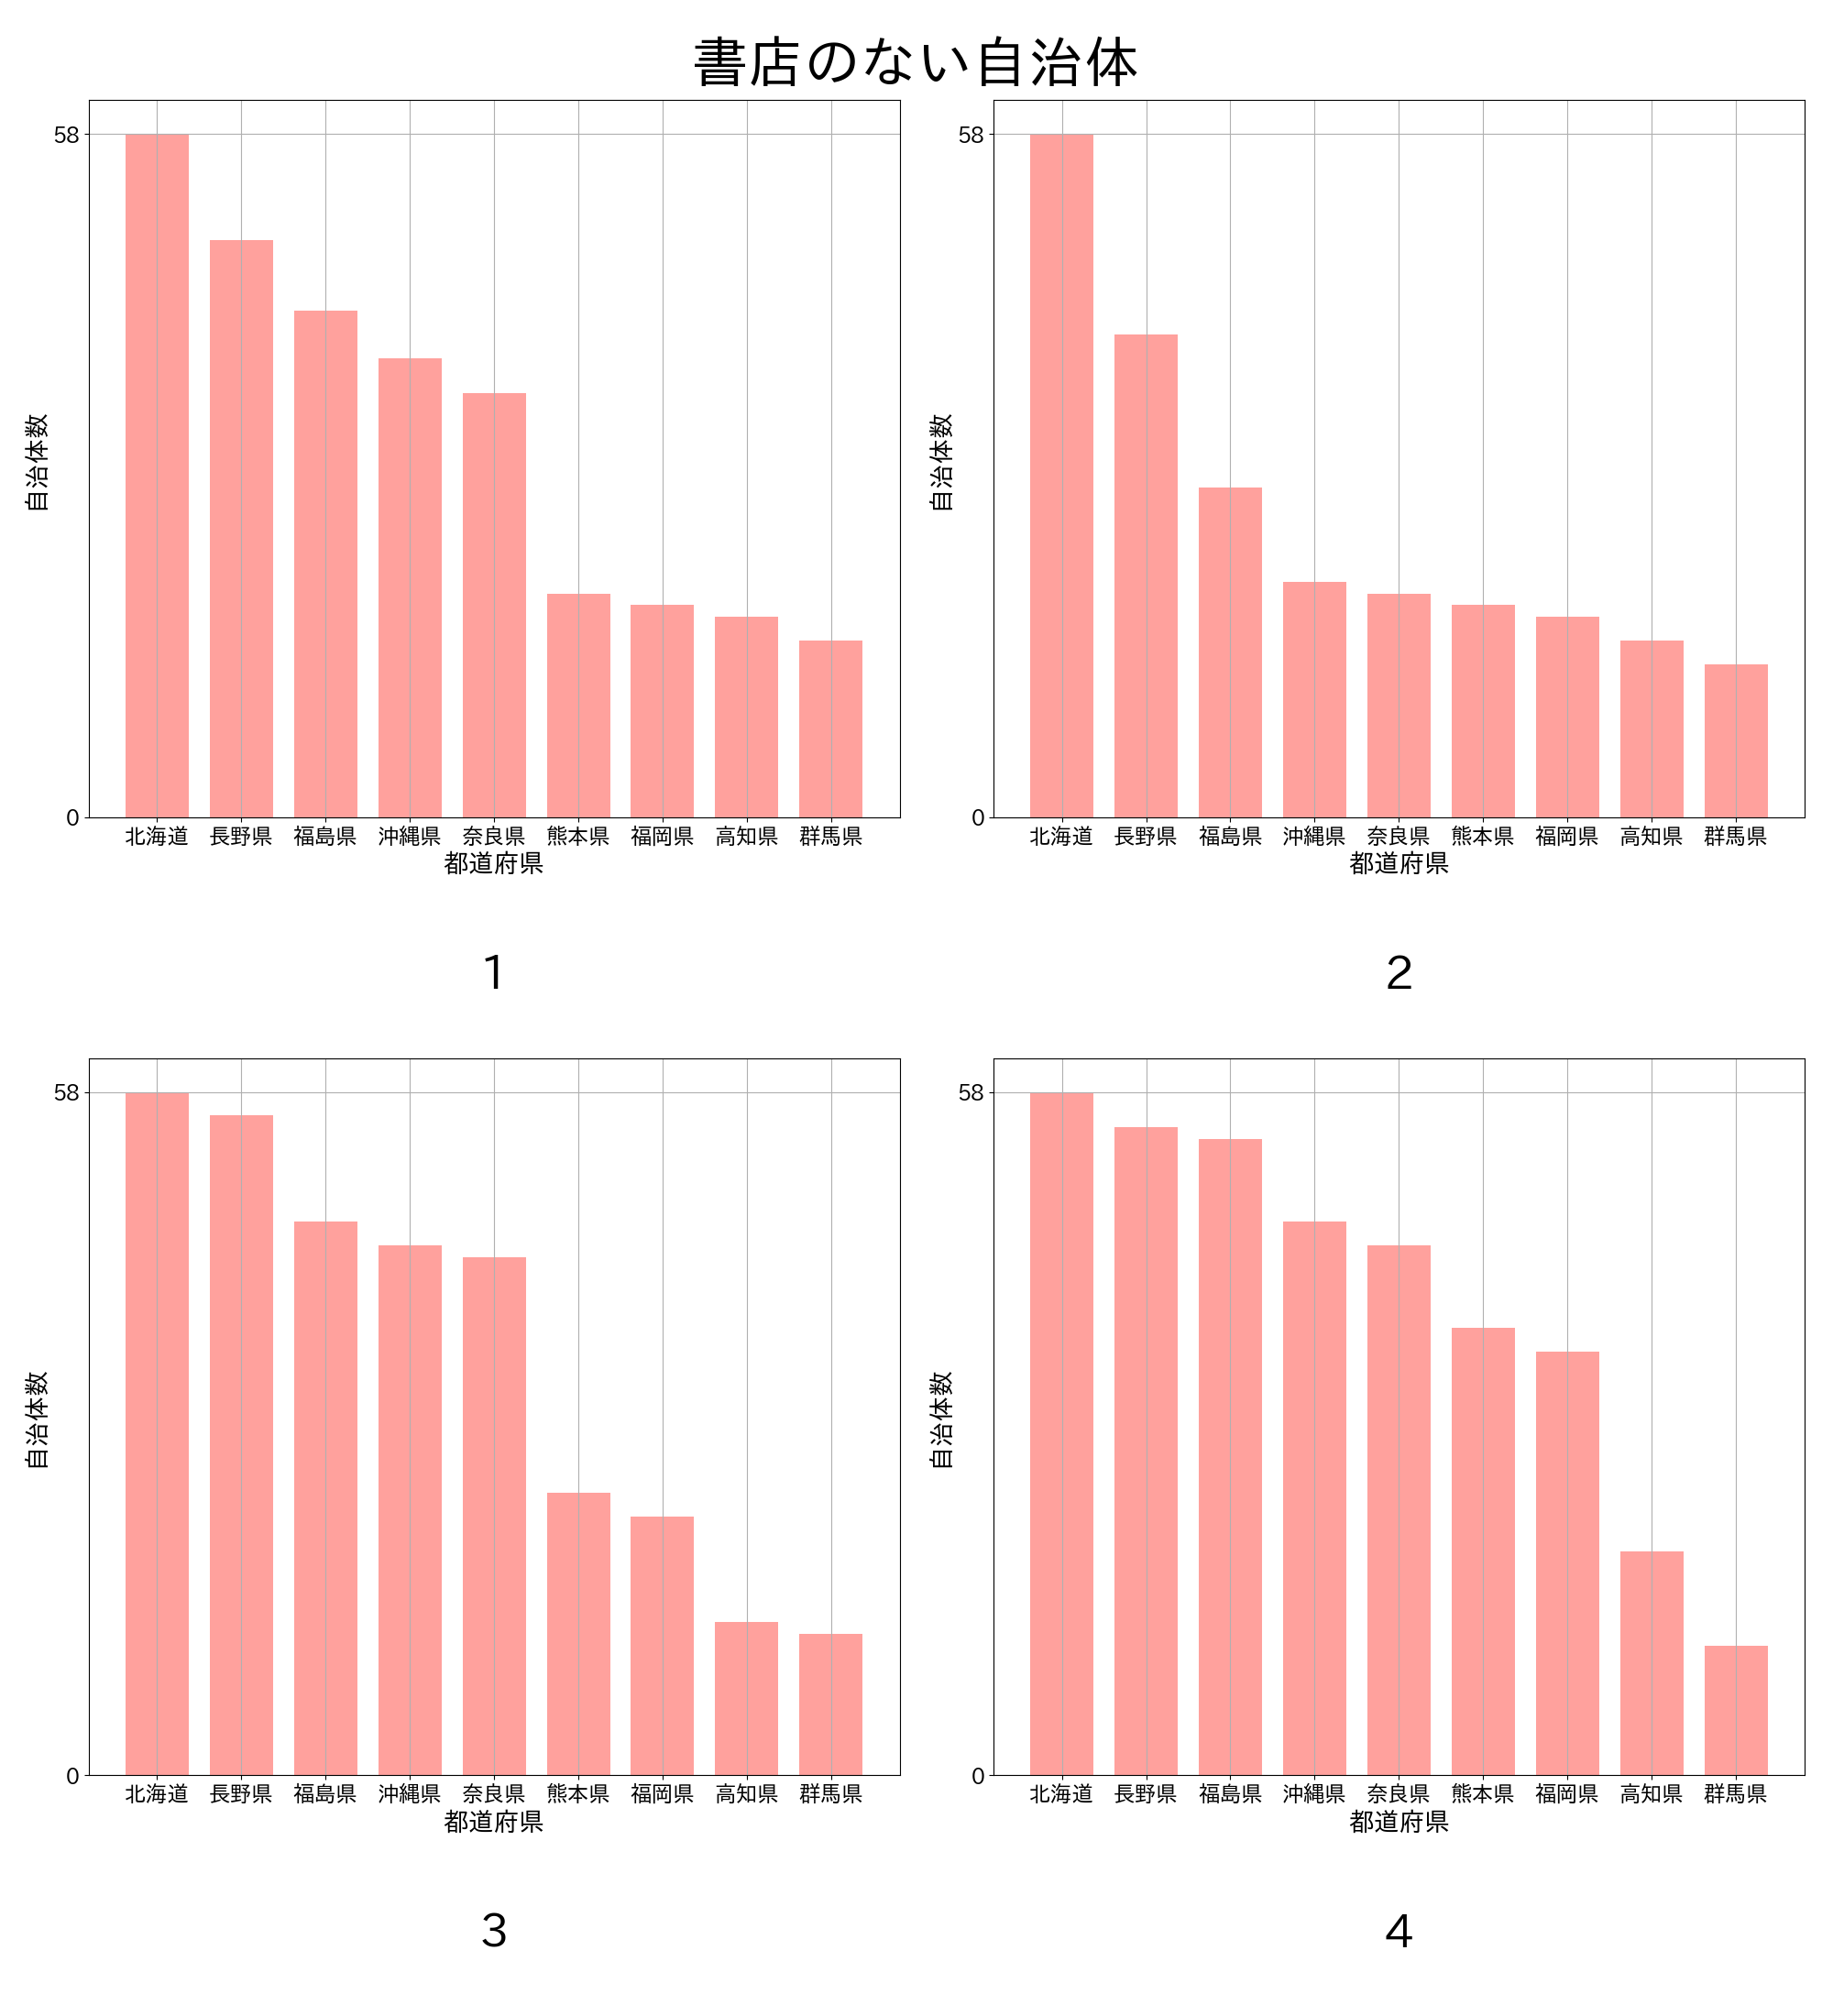 書店のない自治体
58
0
自治体数
北海道 長野県 福島県 沖縄県 奈良県 熊本県 福岡県 高知県 群馬県
都道府県
1
58
0
自治体数
北海道 長野県 福島県 沖縄県 奈良県 熊本県 福岡県 高知県 群馬県
都道府県
2
58
0
自治体数
北海道 長野県 福島県 沖縄県 奈良県 熊本県 福岡県 高知県 群馬県
都道府県
3
58
0
自治体数
北海道 長野県 福島県 沖縄県 奈良県 熊本県 福岡県 高知県 群馬県
都道府県
4